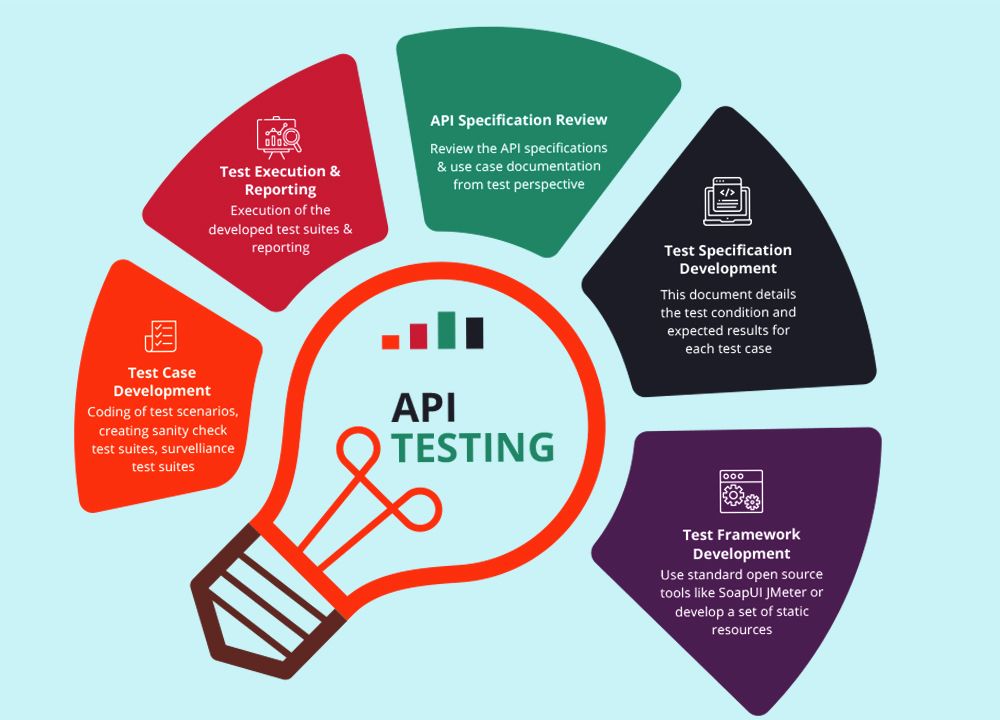 API Specification Review
Review the API specifications
& use case documentation
from test perspective
Test Execution &
Reporting
Execution of the
developed test suites &
reporting
Test Specification
Development
This document details
the test condition and
expected results for
each test case
Test Case
Development
Coding of test scenarios,
creating sanity check
test suites, survelliance
test suites
API
TESTING
Test Framework
Development
Use standard open source
tools like SoapUI JMeter or
develop a set of static
resources